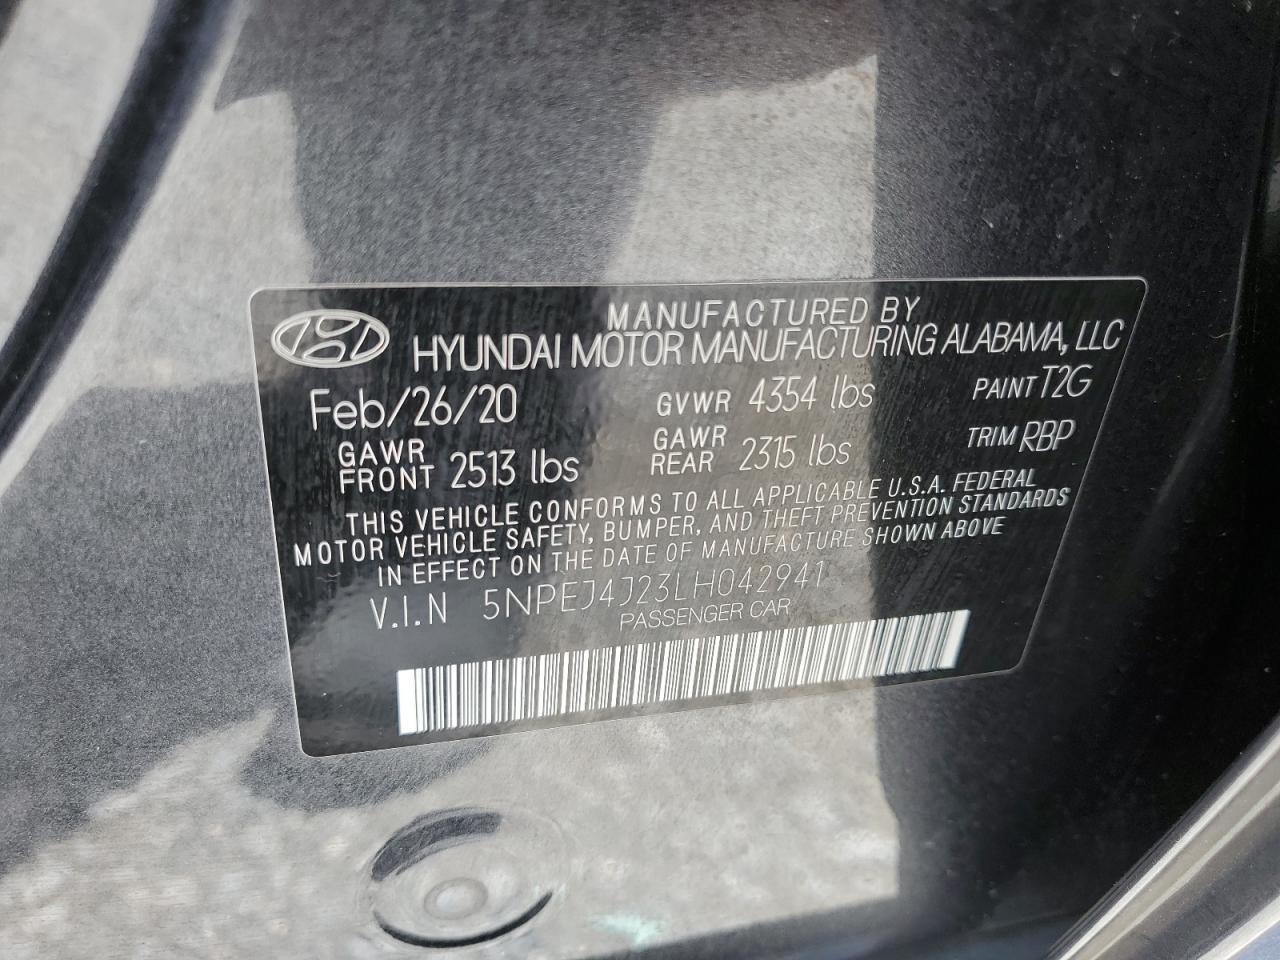 MANUFACTURED BY
HYUNDAI MOTOR MANUFACTURING ALABAMA, LLC
Feb/26/20 GVWR 4354 lbs PAINT T2G
GAWR FRONT 2513 lbs GAWR REAR 2315 lbs TRIM RBP
THIS VEHICLE CONFORMS TO ALL APPLICABLE U.S.A. FEDERAL
MOTOR VEHICLE SAFETY, BUMPER, AND THEFT PREVENTION STANDARDS
IN EFFECT ON THE DATE OF MANUFACTURE SHOWN ABOVE
V.I.N 5NPEJ4J23LH042941
PASSENGER CAR